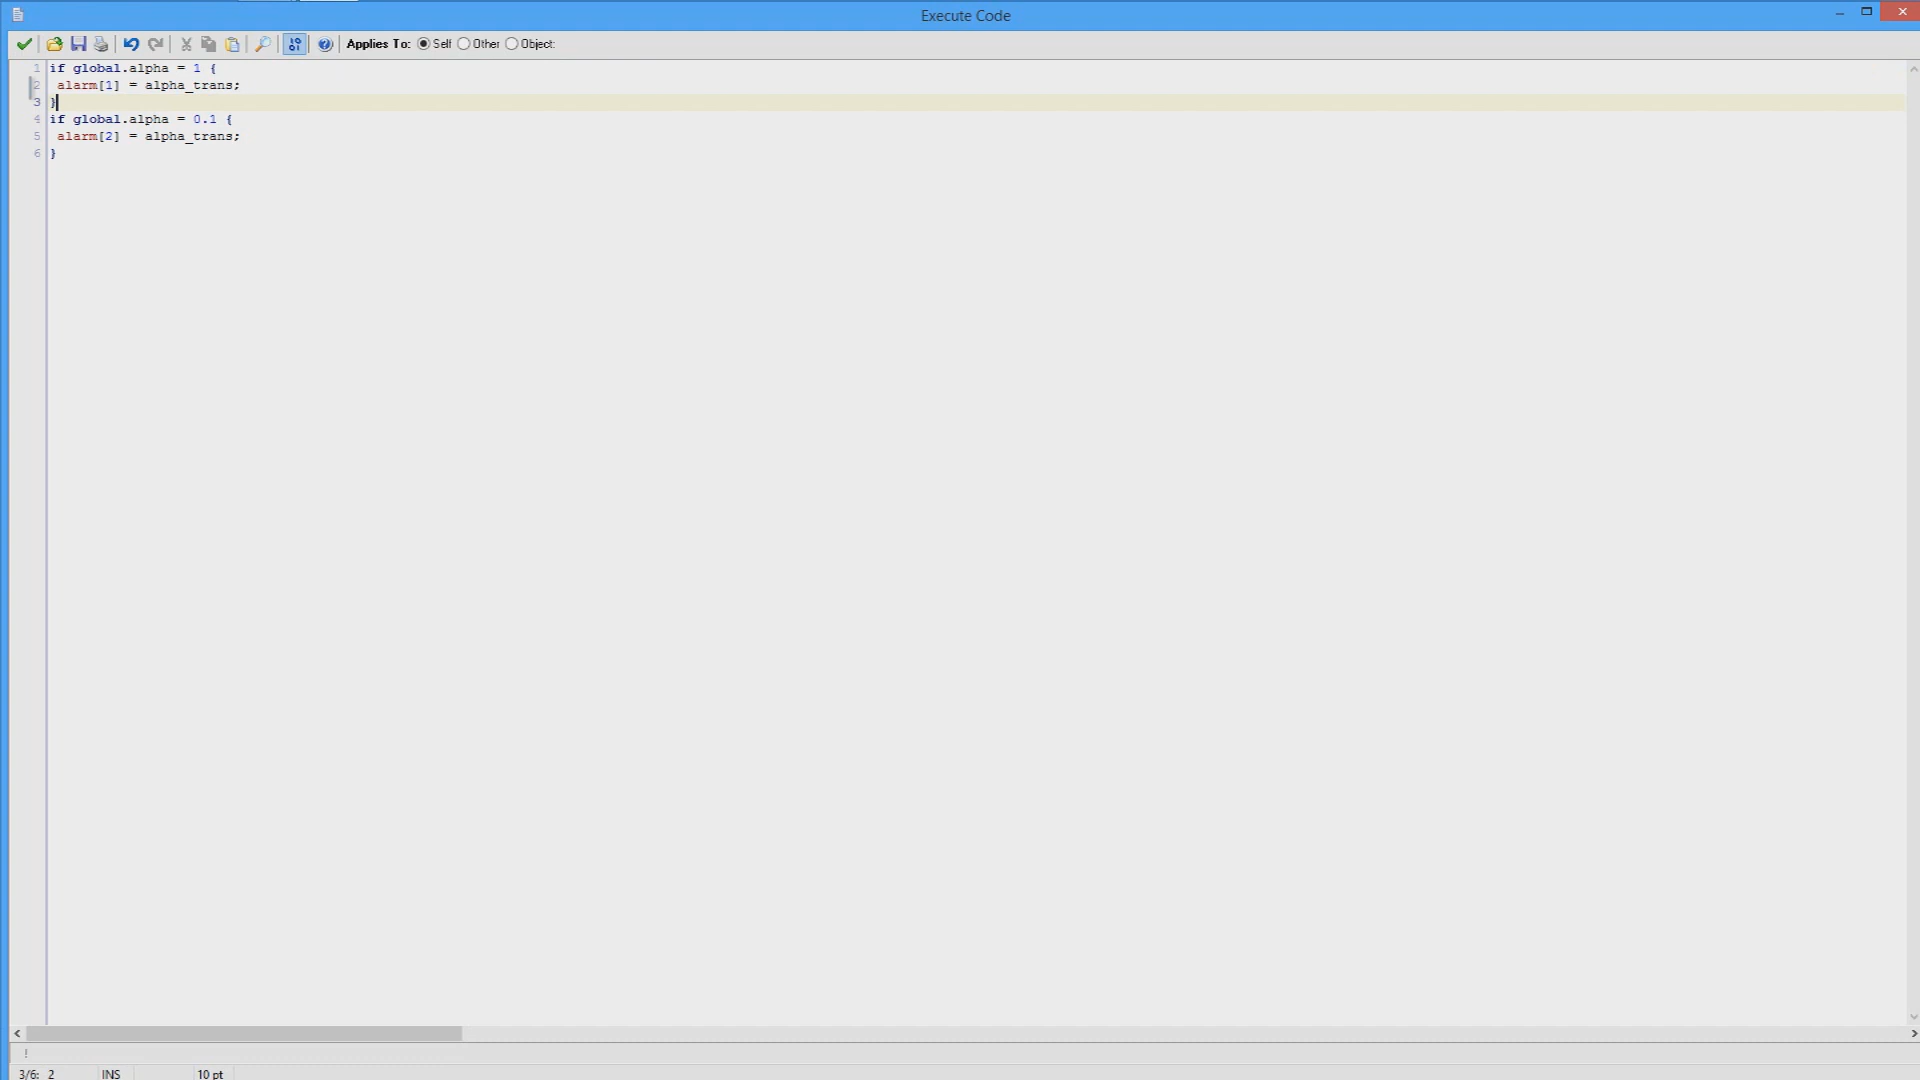 Execute Code
Applies To: Self Other Object:
1 if global.alpha = 1 {
2 alarm[1] = alpha_trans;
3 }
4 if global.alpha = 0.1 {
5 alarm[2] = alpha_trans;
6 }
!
3/6: 2 INS 10 pt